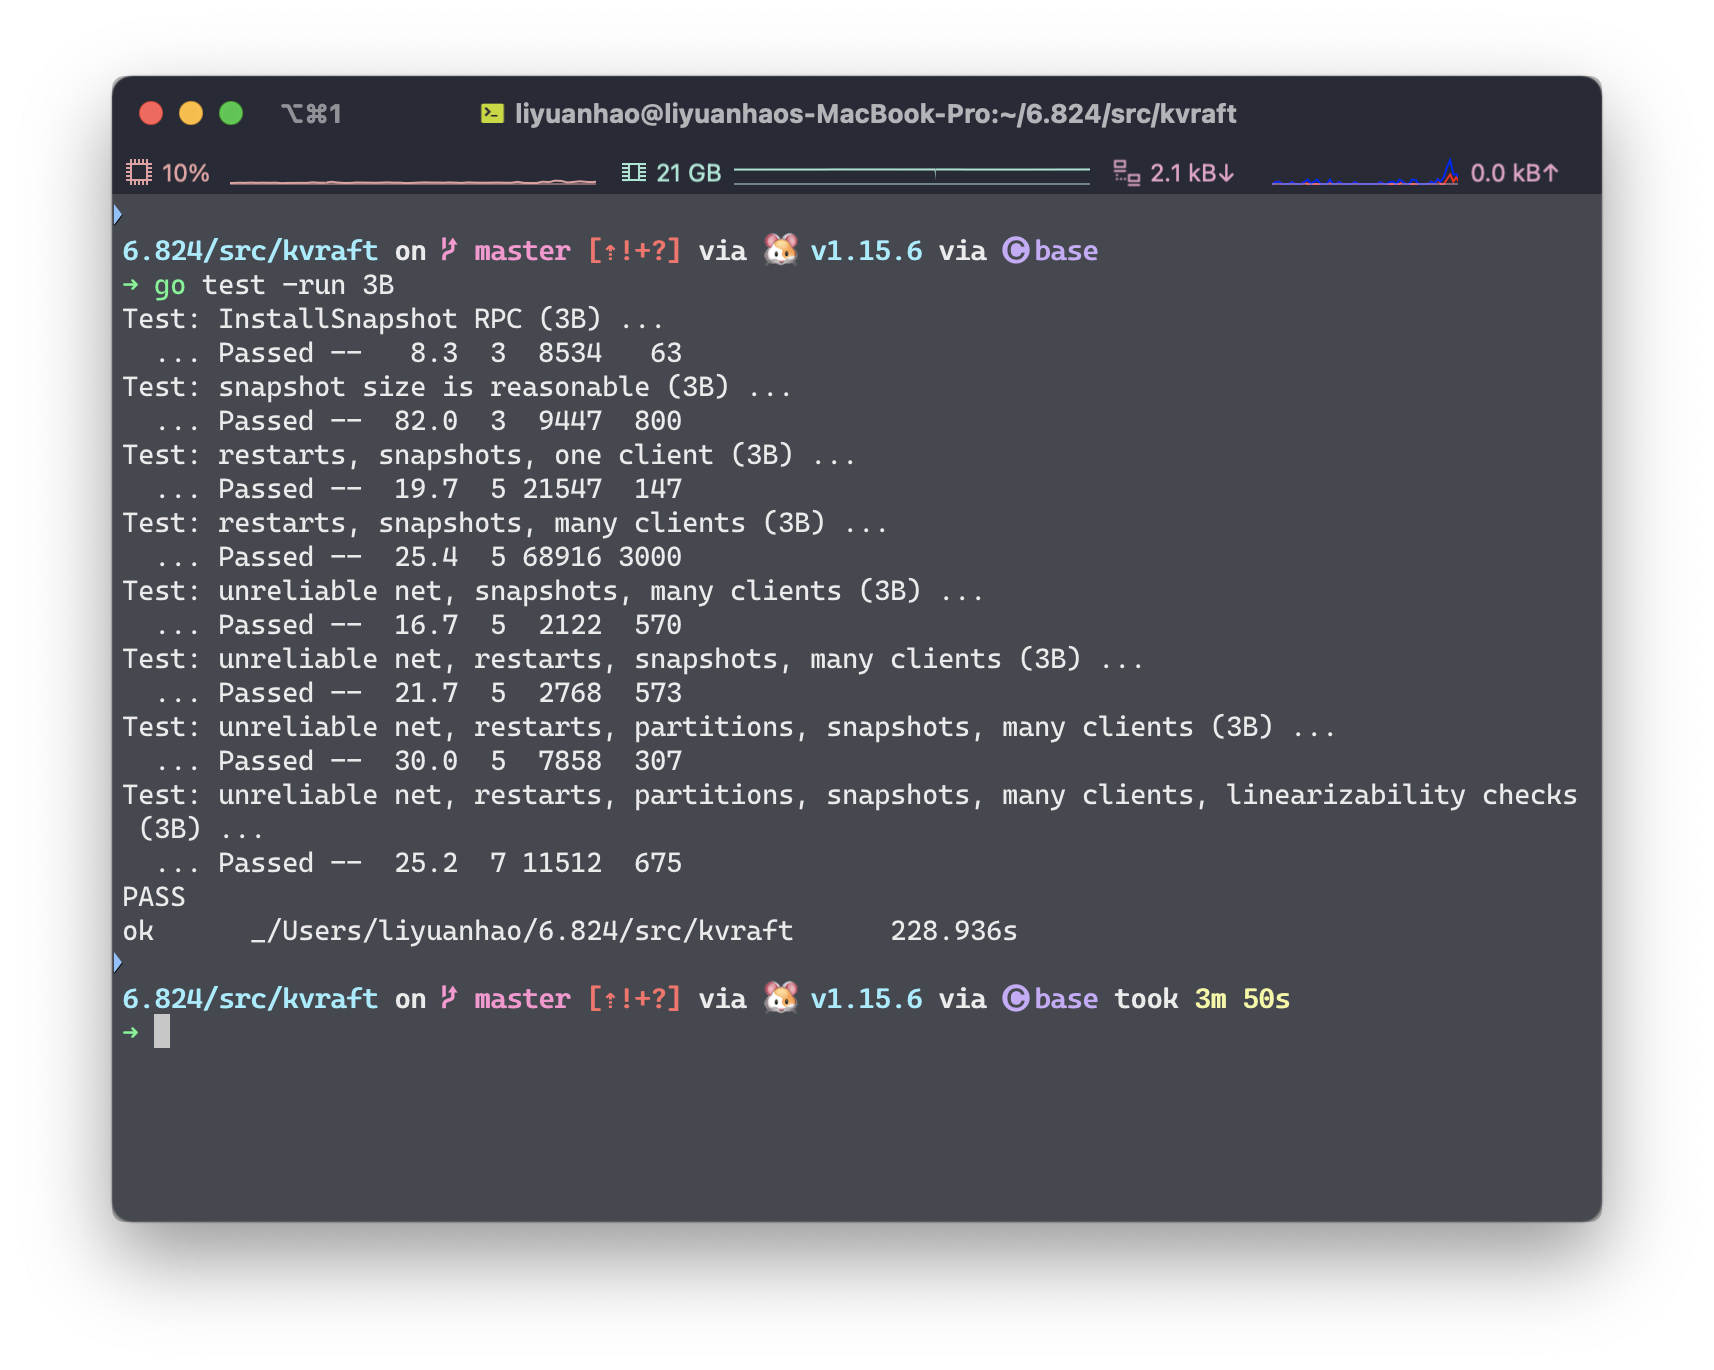 ⌥⌘1 liyuanhao@liyuanhaos-MacBook-Pro:~/6.824/src/kvraft
10% 21 GB 2.1 kB↓ 0.0 kB↑
6.824/src/kvraft on master [⇡!+?] via 🐹 v1.15.6 via 🅒 base
➜ go test -run 3B
Test: InstallSnapshot RPC (3B) ...
  ... Passed --   8.3  3  8534   63
Test: snapshot size is reasonable (3B) ...
  ... Passed --  82.0  3  9447  800
Test: restarts, snapshots, one client (3B) ...
  ... Passed --  19.7  5 21547  147
Test: restarts, snapshots, many clients (3B) ...
  ... Passed --  25.4  5 68916 3000
Test: unreliable net, snapshots, many clients (3B) ...
  ... Passed --  16.7  5  2122  570
Test: unreliable net, restarts, snapshots, many clients (3B) ...
  ... Passed --  21.7  5  2768  573
Test: unreliable net, restarts, partitions, snapshots, many clients (3B) ...
  ... Passed --  30.0  5  7858  307
Test: unreliable net, restarts, partitions, snapshots, many clients, linearizability checks
 (3B) ...
  ... Passed --  25.2  7 11512  675
PASS
ok      _/Users/liyuanhao/6.824/src/kvraft      228.936s
6.824/src/kvraft on master [⇡!+?] via 🐹 v1.15.6 via 🅒 base took 3m 50s
➜